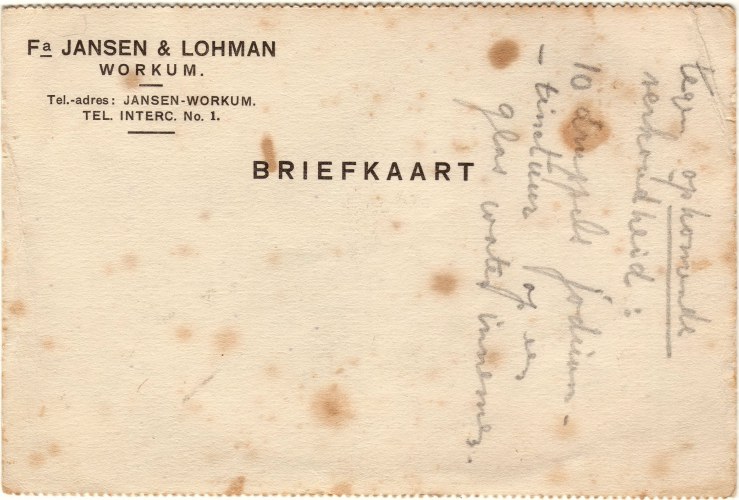 Fa JANSEN & LOHMAN
WORKUM.
Tel.-adres: JANSEN-WORKUM.
TEL. INTERC. No. 1.
BRIEFKAART
tegen opkomende
verkoudheid:
10 druppels jodium-
-tinctuur op een
glas water innemen.